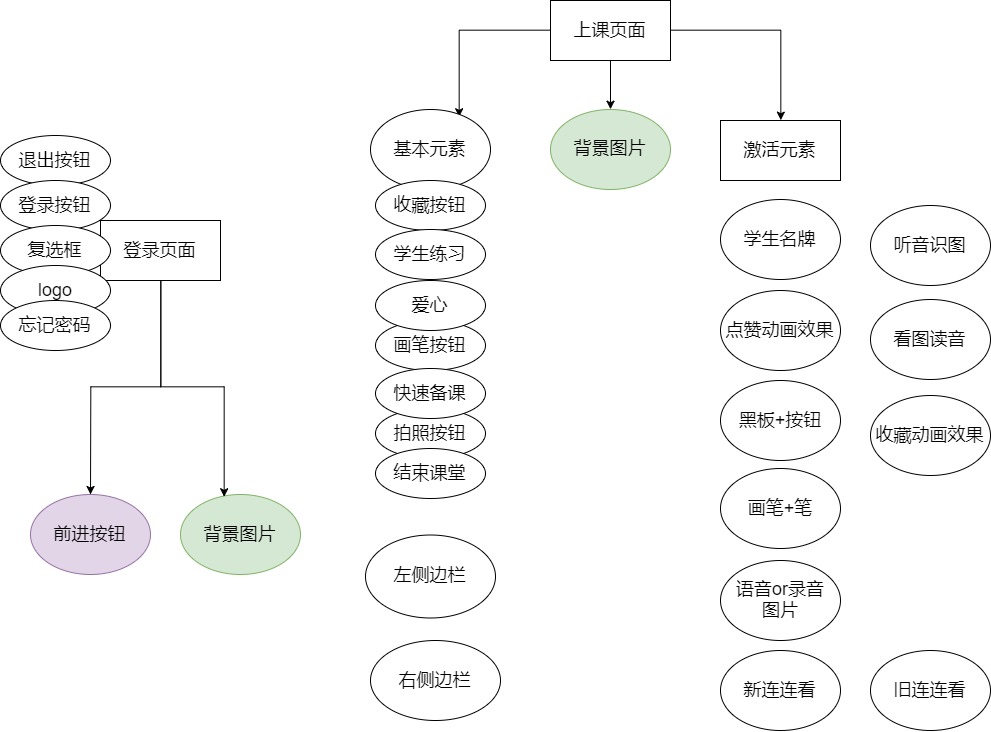 上课页面
基本元素
背景图片
激活元素
退出按钮
登录按钮
复选框
logo
忘记密码
登录页面
前进按钮
背景图片
收藏按钮
学生练习
爱心
画笔按钮
快速备课
拍照按钮
结束课堂
左侧边栏
右侧边栏
学生名牌
听音识图
点赞动画效果
看图读音
黑板+按钮
收藏动画效果
画笔+笔
语音or录音
图片
新连连看
旧连连看